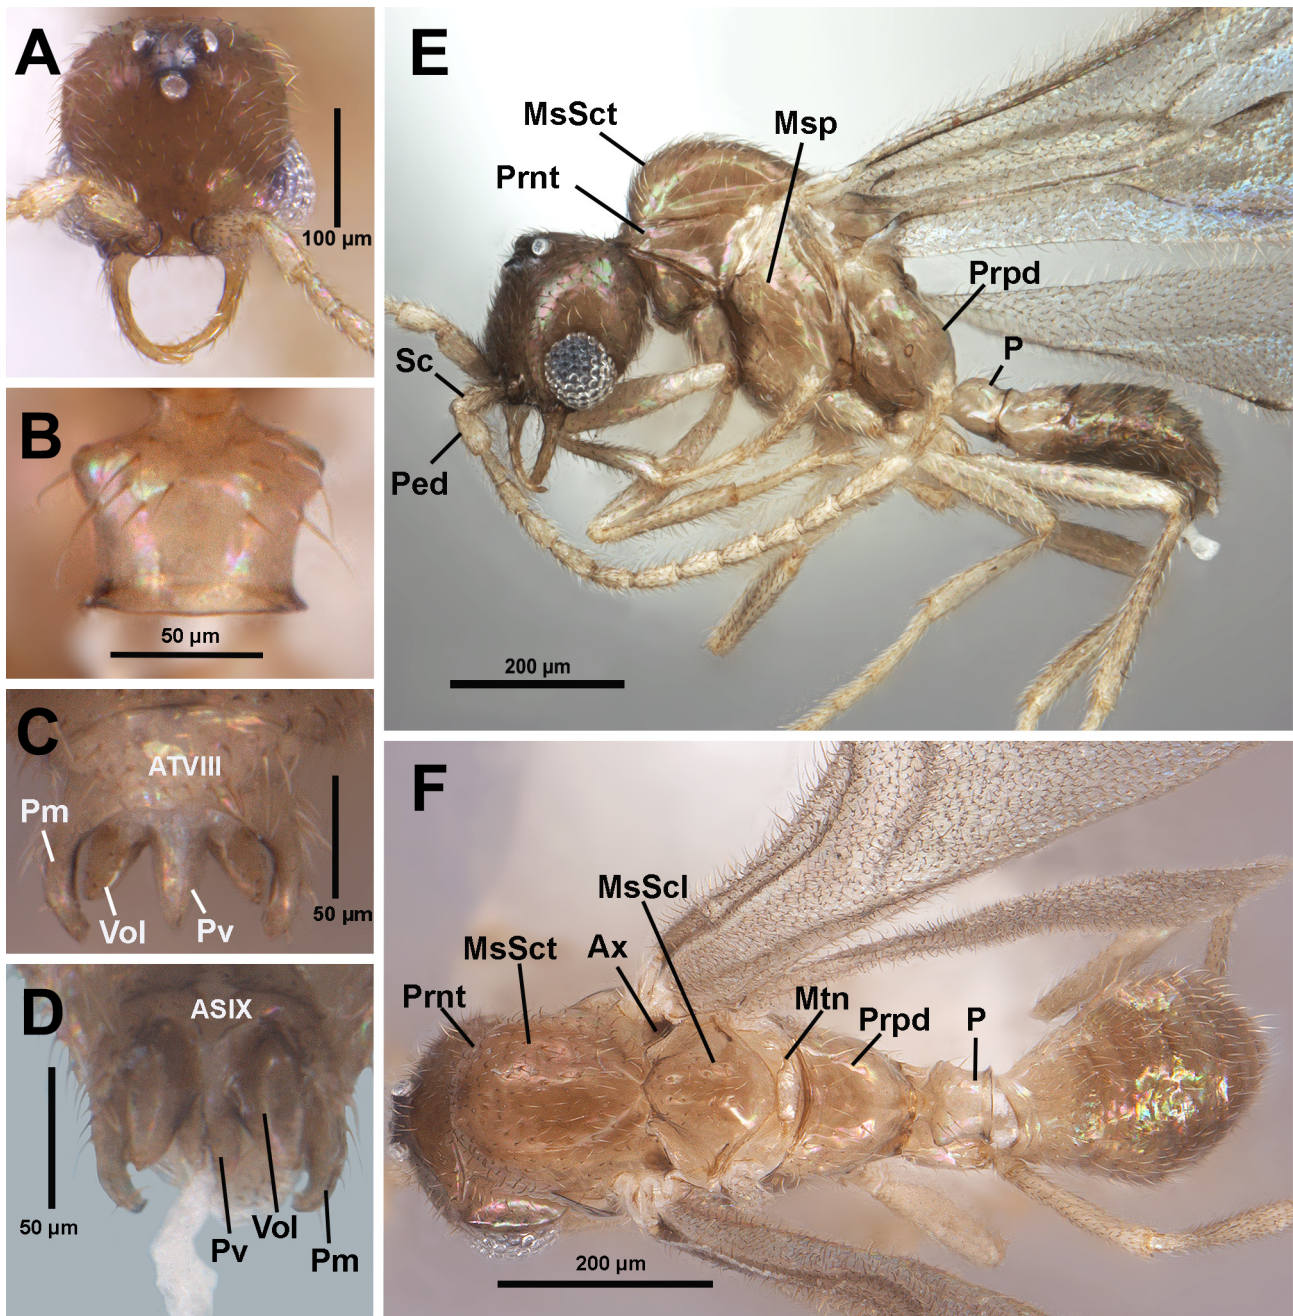 A
100 µm
B
50 µm
C
ATVIII
Pm
Vol
Pv
50 µm
D
ASIX
50 µm
Pv
Vol
Pm
E
MsSct
Msp
Prnt
Prpd
P
Sc
Ped
200 µm
F
MsScl
MsSct
Ax
Prnt
Mtn
Prpd
P
200 µm